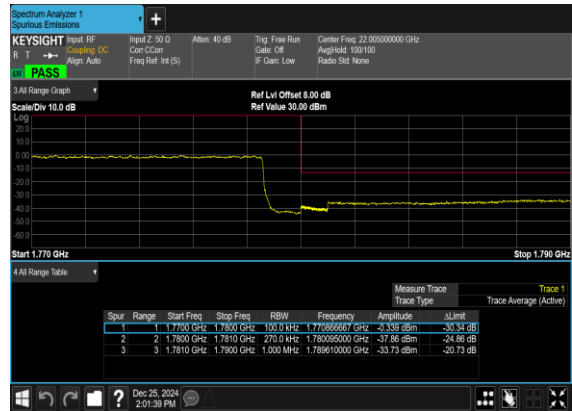 Spectrum Analyzer 1
Spurious Emissions
+
KEYSIGHT Input: RF Input Z: 50 Ω Atten: 40 dB Trig: Free Run Center Freq: 22.005000000 GHz
R T Coupling: DC Corr CCorr Gate: Off Avg|Hold: 100/100
Align: Auto Freq Ref: Int (S) IF Gain: Low Radio Std: None
PASS
3 All Range Graph
Ref Lvl Offset 8.00 dB
Scale/Div 10.0 dB Ref Value 30.00 dBm
Log
20.0
10.0
0.00
-10.0
-20.0
-30.0
-40.0
-50.0
-60.0
Start 1.770 GHz Stop 1.790 GHz
4 All Range Table
Measure Trace Trace 1
Trace Type Trace Average (Active)
Spur Range Start Freq Stop Freq RBW Frequency Amplitude ΔLimit
1 1 1.7700 GHz 1.7800 GHz 100.0 kHz 1.770866667 GHz -0.339 dBm -30.34 dB
2 2 1.7800 GHz 1.7810 GHz 270.0 kHz 1.780095000 GHz -37.86 dBm -24.86 dB
3 3 1.7810 GHz 1.7900 GHz 1.000 MHz 1.789610000 GHz -33.73 dBm -20.73 dB
? Dec 25, 2024
2:01:39 PM